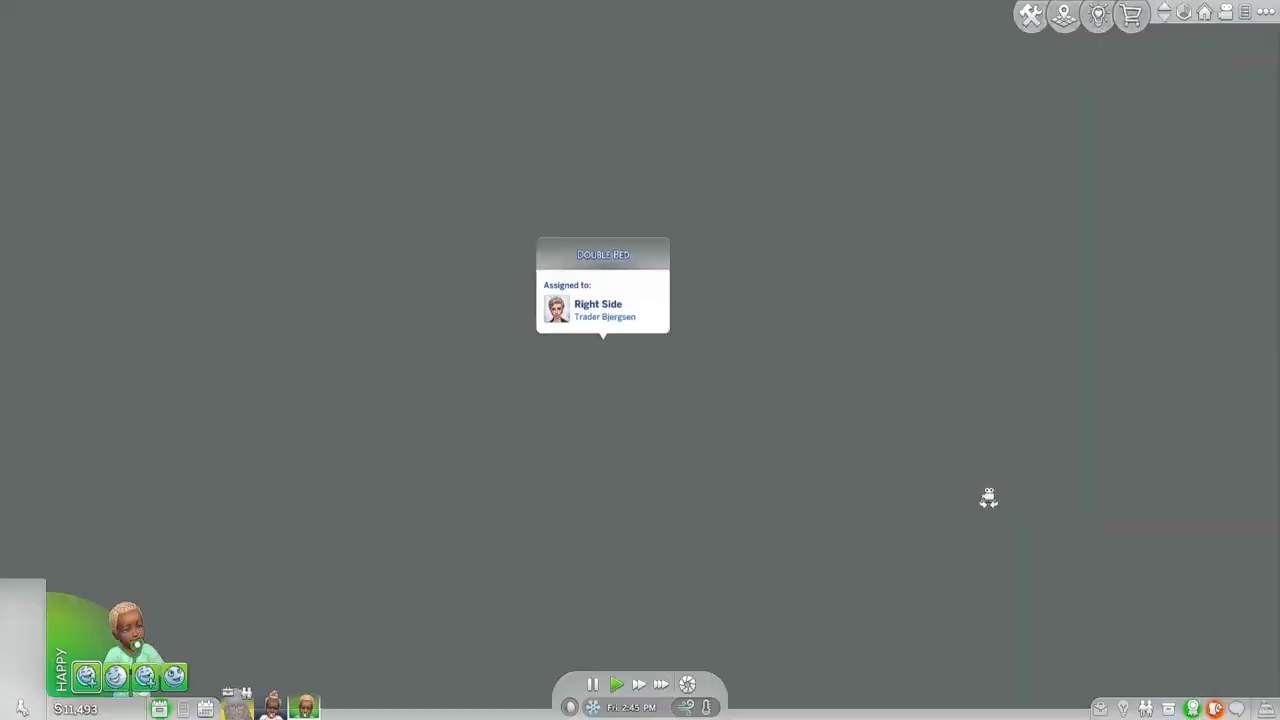 DOUBLE BED
Assigned to:
Right Side
Trader Bjergsen
HAPPY
§11,493
Fri. 2:45 PM